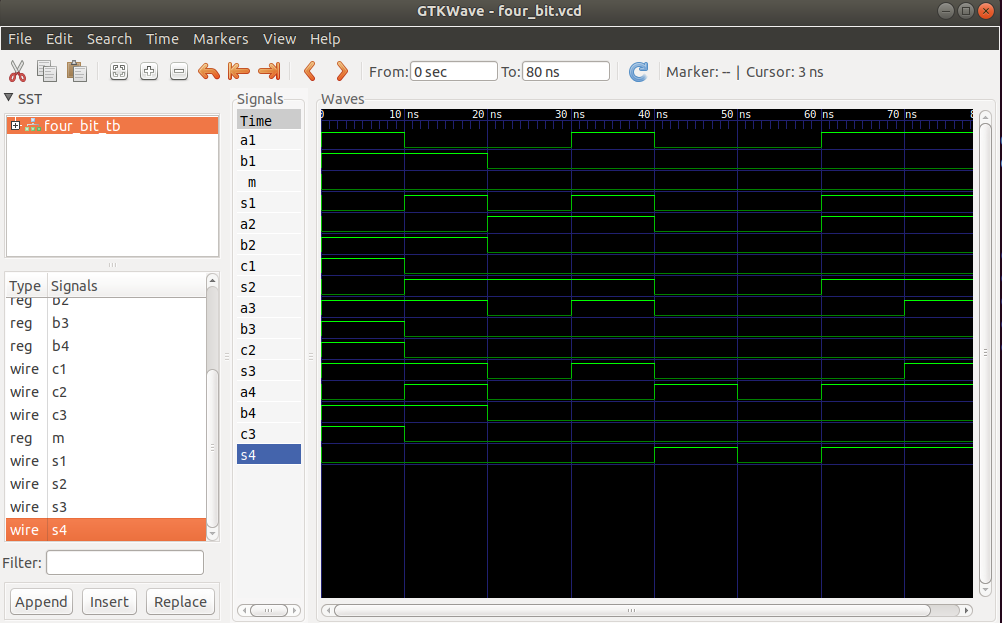 GTKWave - four_bit.vcd
File Edit Search Time Markers View Help
From: 0 sec To: 80 ns Marker: -- | Cursor: 3 ns
SST
four_bit_tb
Type Signals
reg b2
reg b3
reg b4
wire c1
wire c2
wire c3
reg m
wire s1
wire s2
wire s3
wire s4
Filter:
Append Insert Replace
Signals
Time
a1
b1
m
s1
a2
b2
c1
s2
a3
b3
c2
s3
a4
b4
c3
s4
Waves
0 10 ns 20 ns 30 ns 40 ns 50 ns 60 ns 70 ns